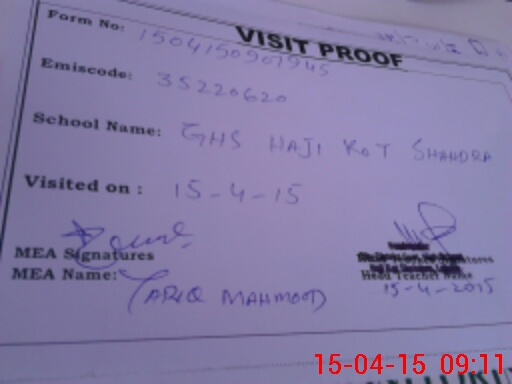 VISIT PROOF
Form No: 1504150907945
Emiscode: 35220620
School Name: GHS HAJI KOT SHAHDRA
Visited on : 15-4-15
MEA Signatures
MEA Name: TARIQ MAHMOOD
Head Teacher Name
15-4-2015
15-04-15 09:11